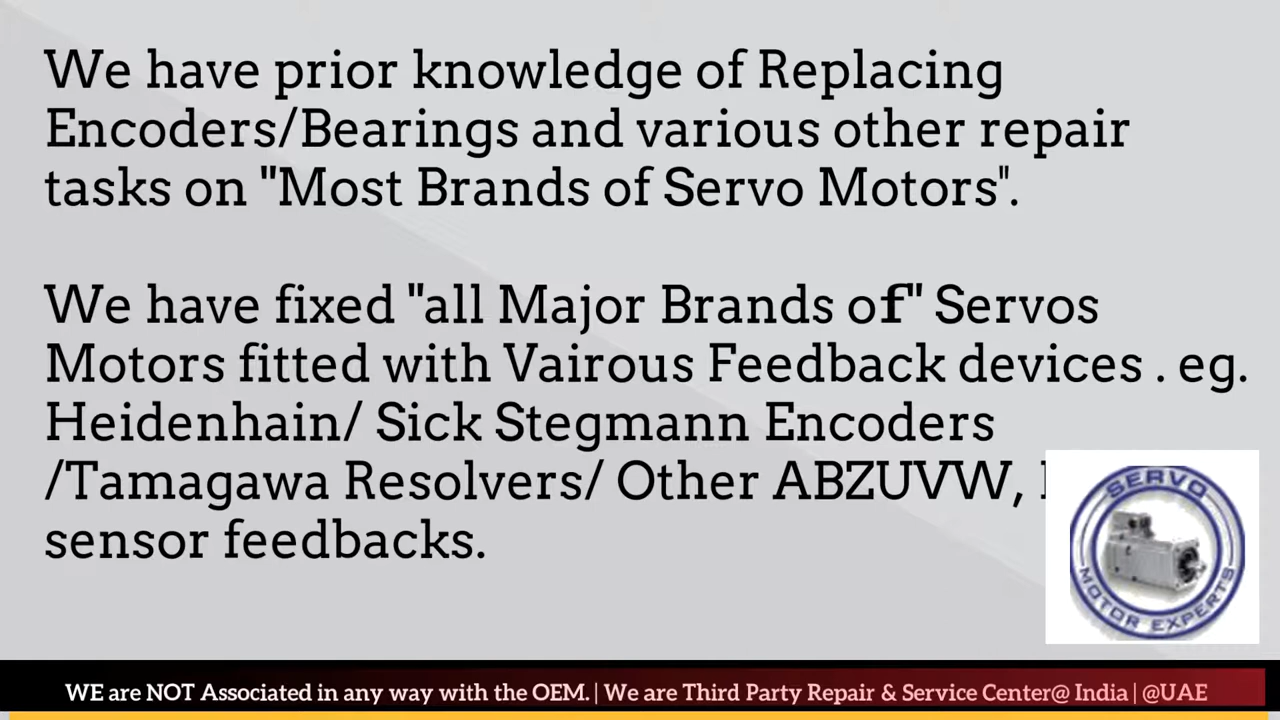 We have prior knowledge of Replacing
Encoders/Bearings and various other repair
tasks on "Most Brands of Servo Motors".
We have fixed "all Major Brands of" Servos
Motors fitted with Vairous Feedback devices . eg.
Heidenhain/ Sick Stegmann Encoders
/Tamagawa Resolvers/ Other ABZUVW,
sensor feedbacks.
SERVO
MOTOR EXPERTS
WE are NOT Associated in any way with the OEM. | We are Third Party Repair & Service Center@ India | @UAE